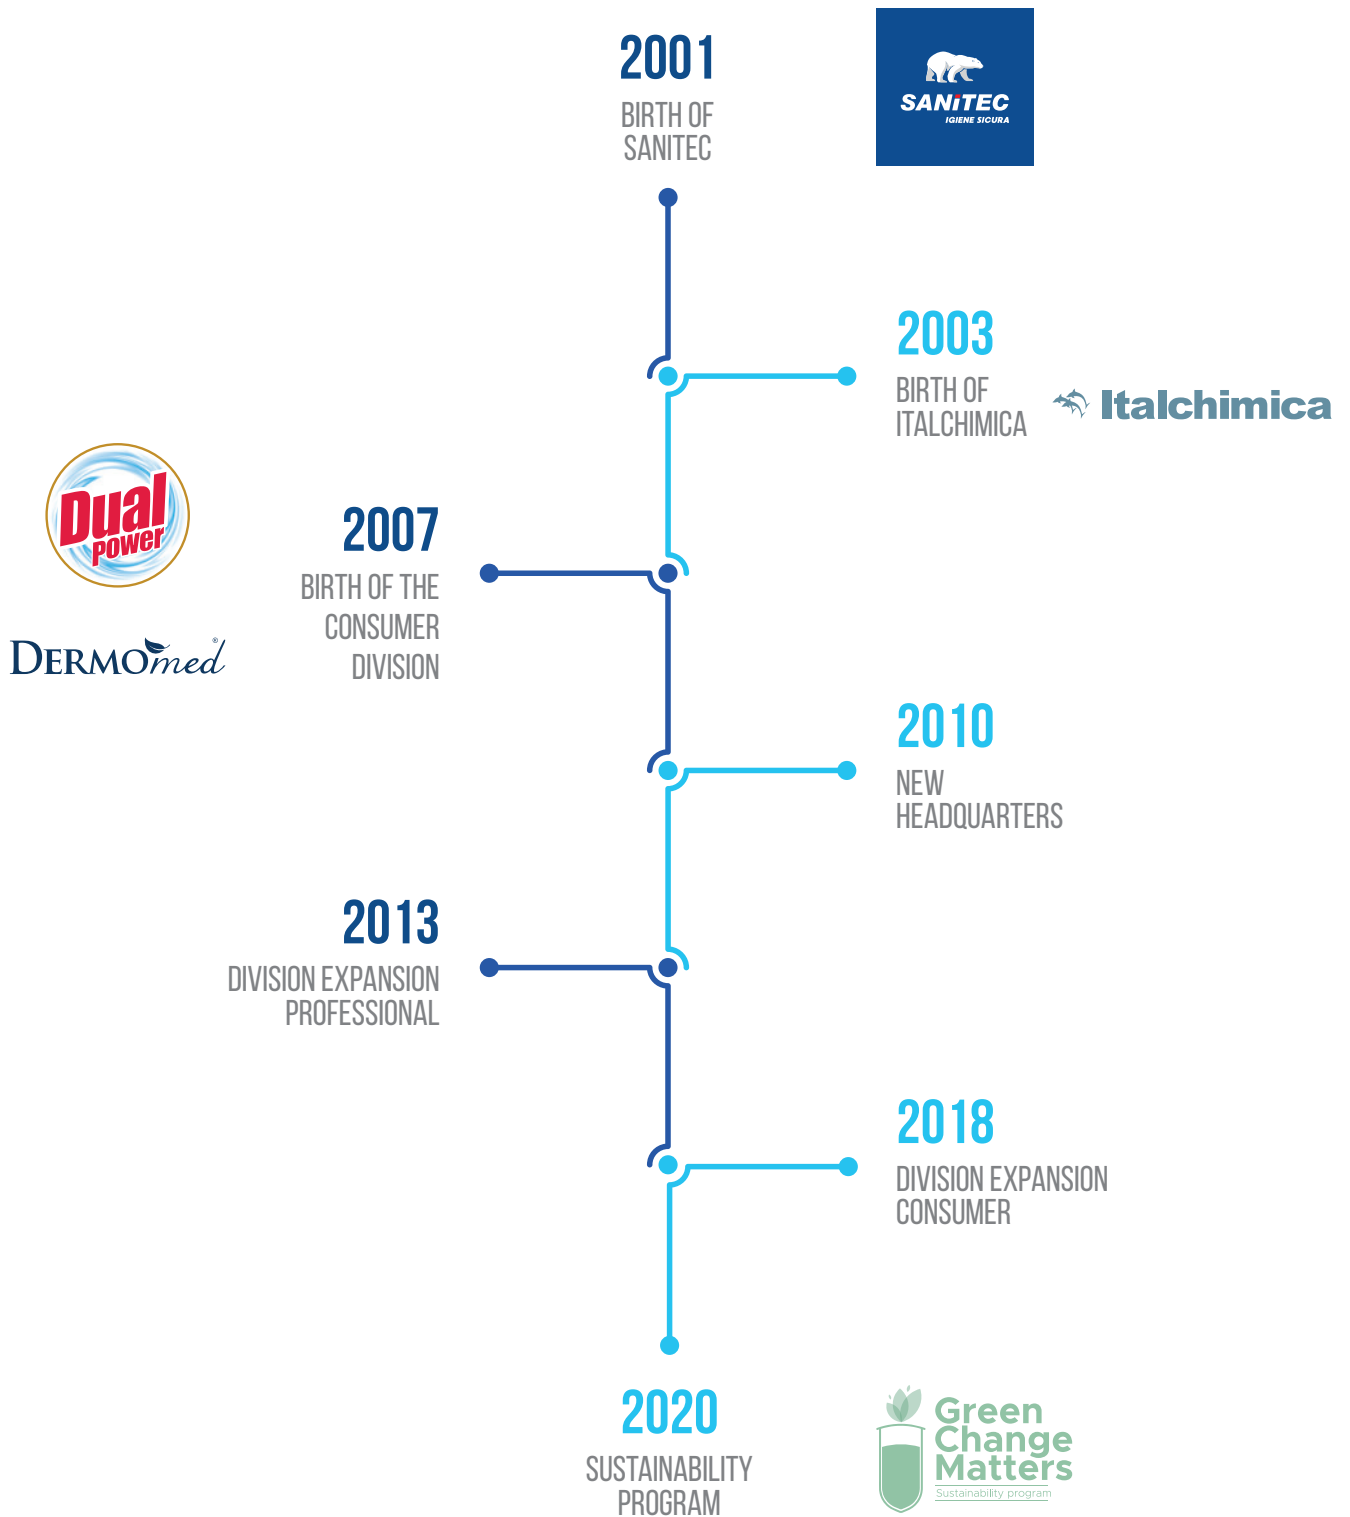 2001
BIRTH OF
SANITEC
SANiTEC
IGIENE SICURA
2003
BIRTH OF
ITALCHIMICA
Italchimica
Dual
POWER
DERMOmed®
2007
BIRTH OF THE
CONSUMER
DIVISION
2010
NEW
HEADQUARTERS
2013
DIVISION EXPANSION
PROFESSIONAL
2018
DIVISION EXPANSION
CONSUMER
2020
SUSTAINABILITY
PROGRAM
Green
Change
Matters
Sustainability program